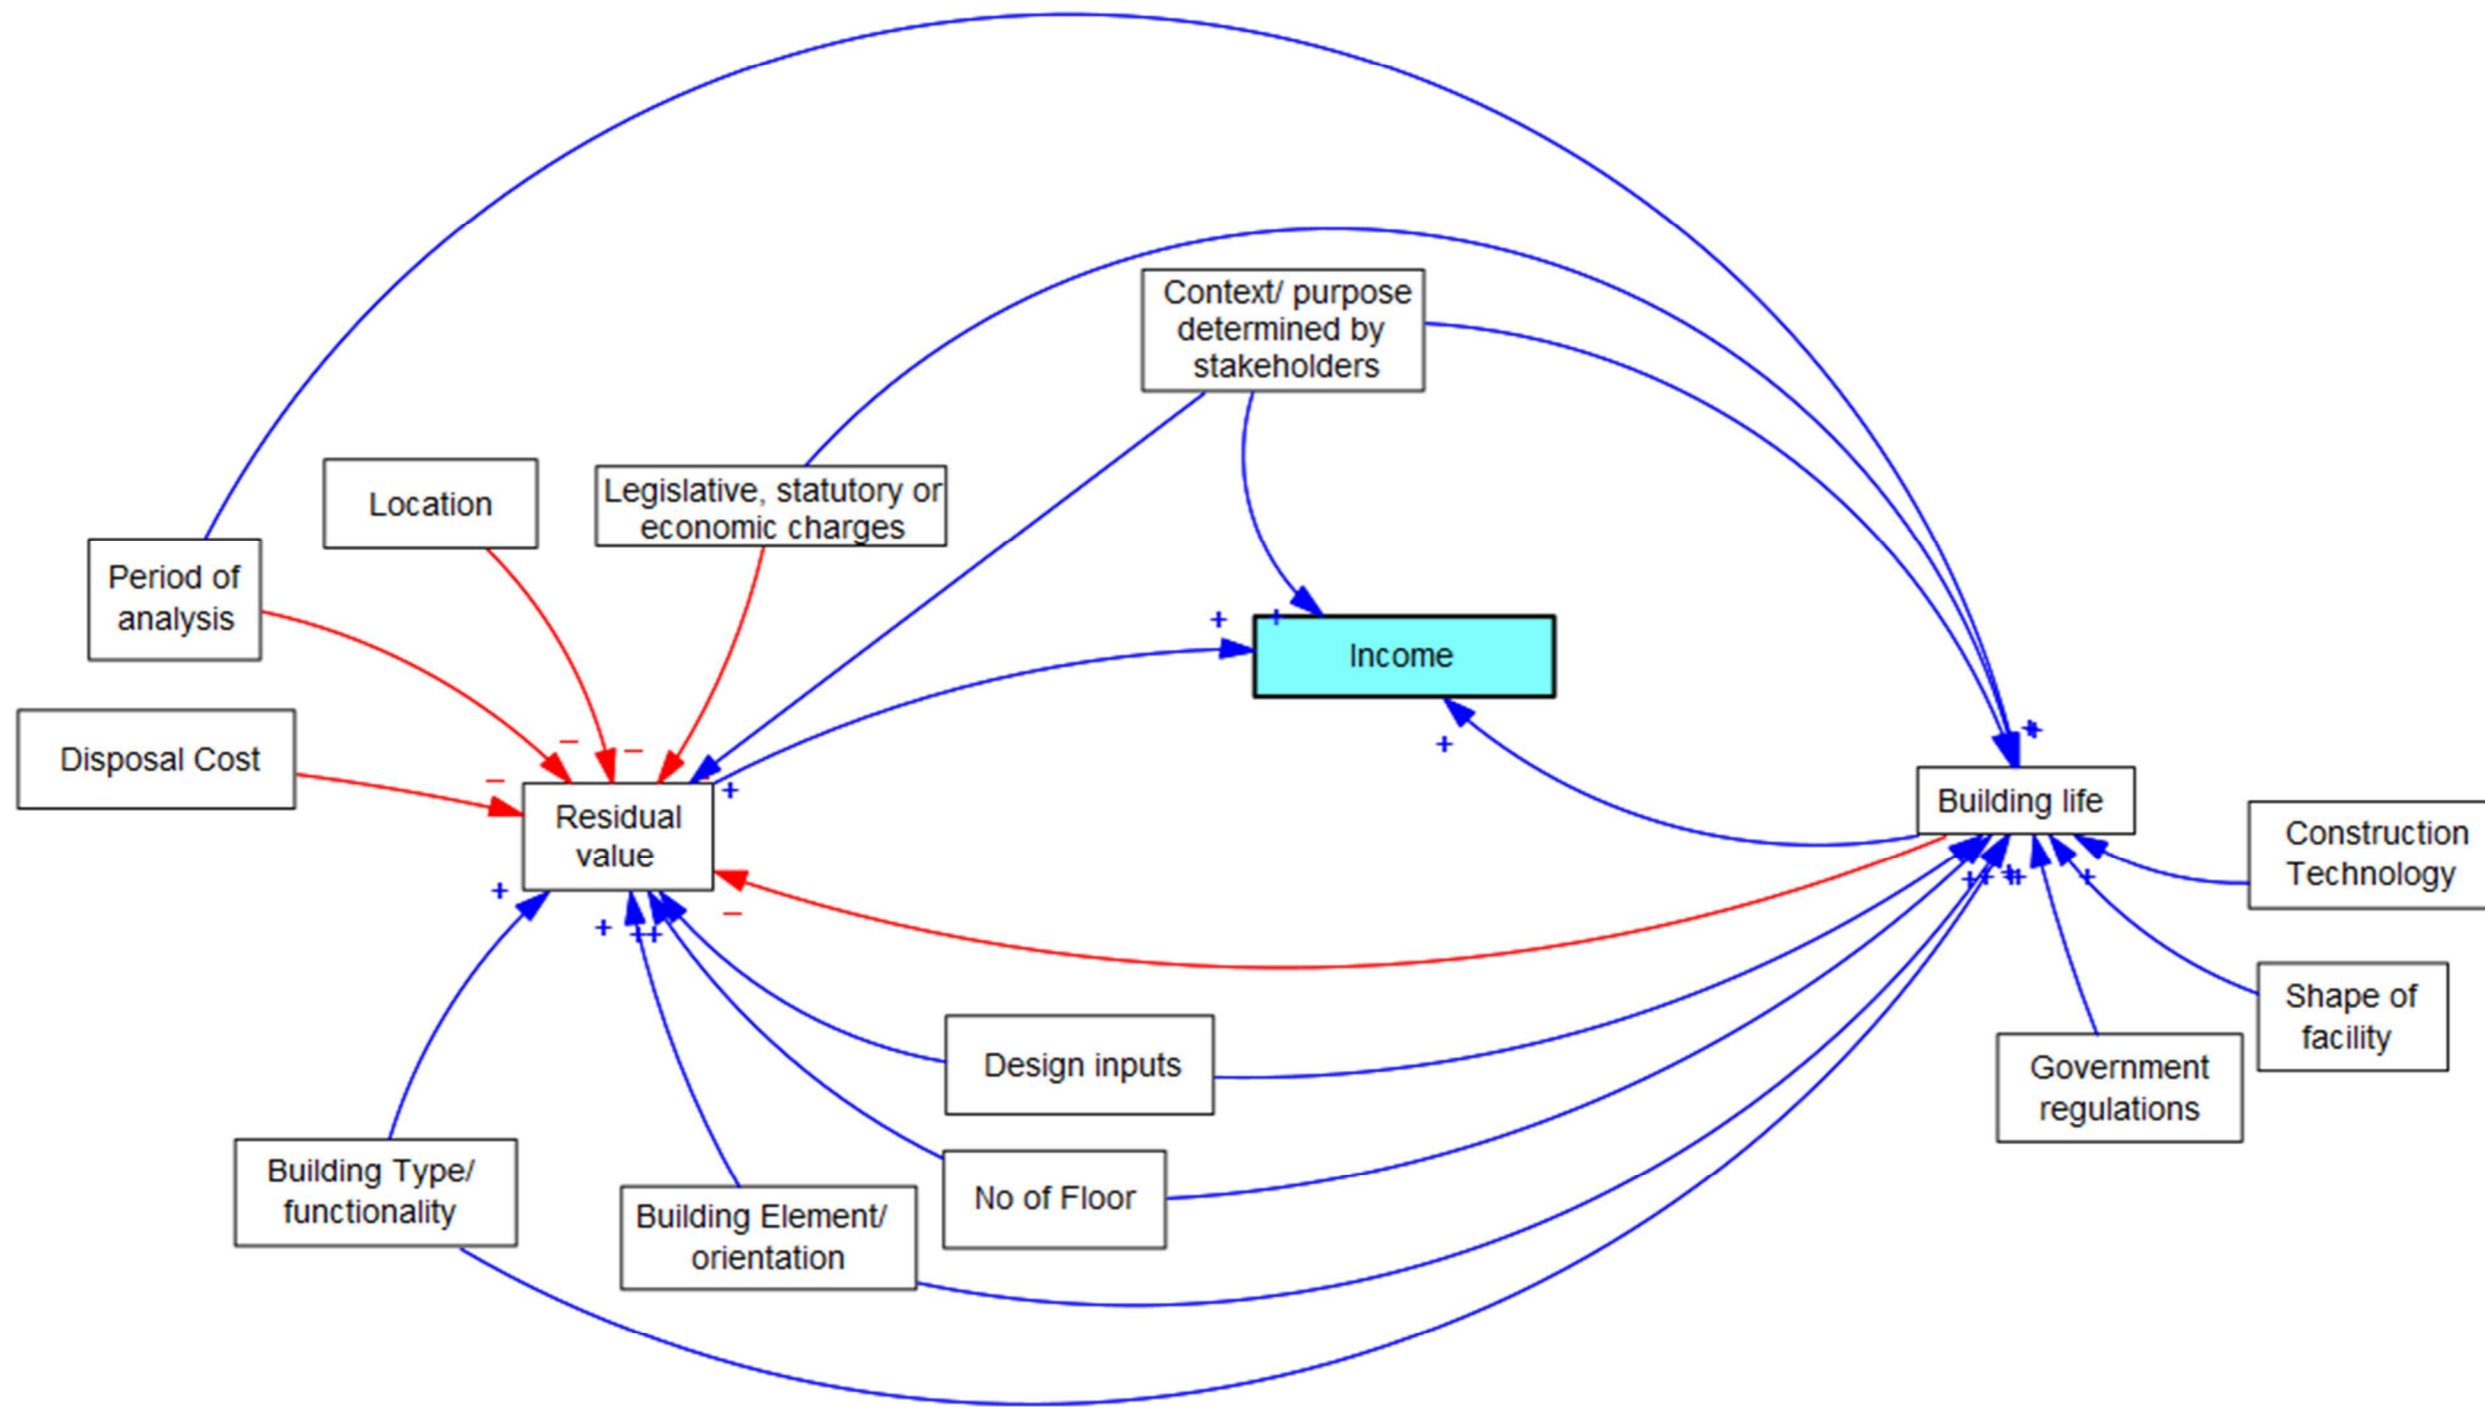 Context/ purpose
determined by
stakeholders
Location
Legislative, statutory or
economic charges
Period of
analysis
Income
Disposal Cost
Residual
value
Building life
Construction
Technology
Shape of
facility
Government
regulations
Design inputs
No of Floor
Building Type/
functionality
Building Element/
orientation